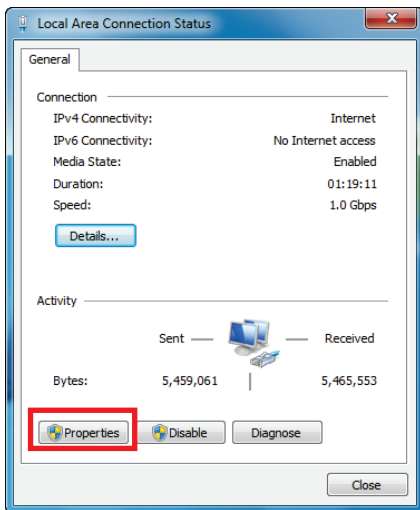 Local Area Connection Status
General
Connection
IPv4 Connectivity: Internet
IPv6 Connectivity: No Internet access
Media State: Enabled
Duration: 01:19:11
Speed: 1.0 Gbps
Details...
Activity
Sent Received
Bytes: 5,459,061 5,465,553
Properties Disable Diagnose
Close